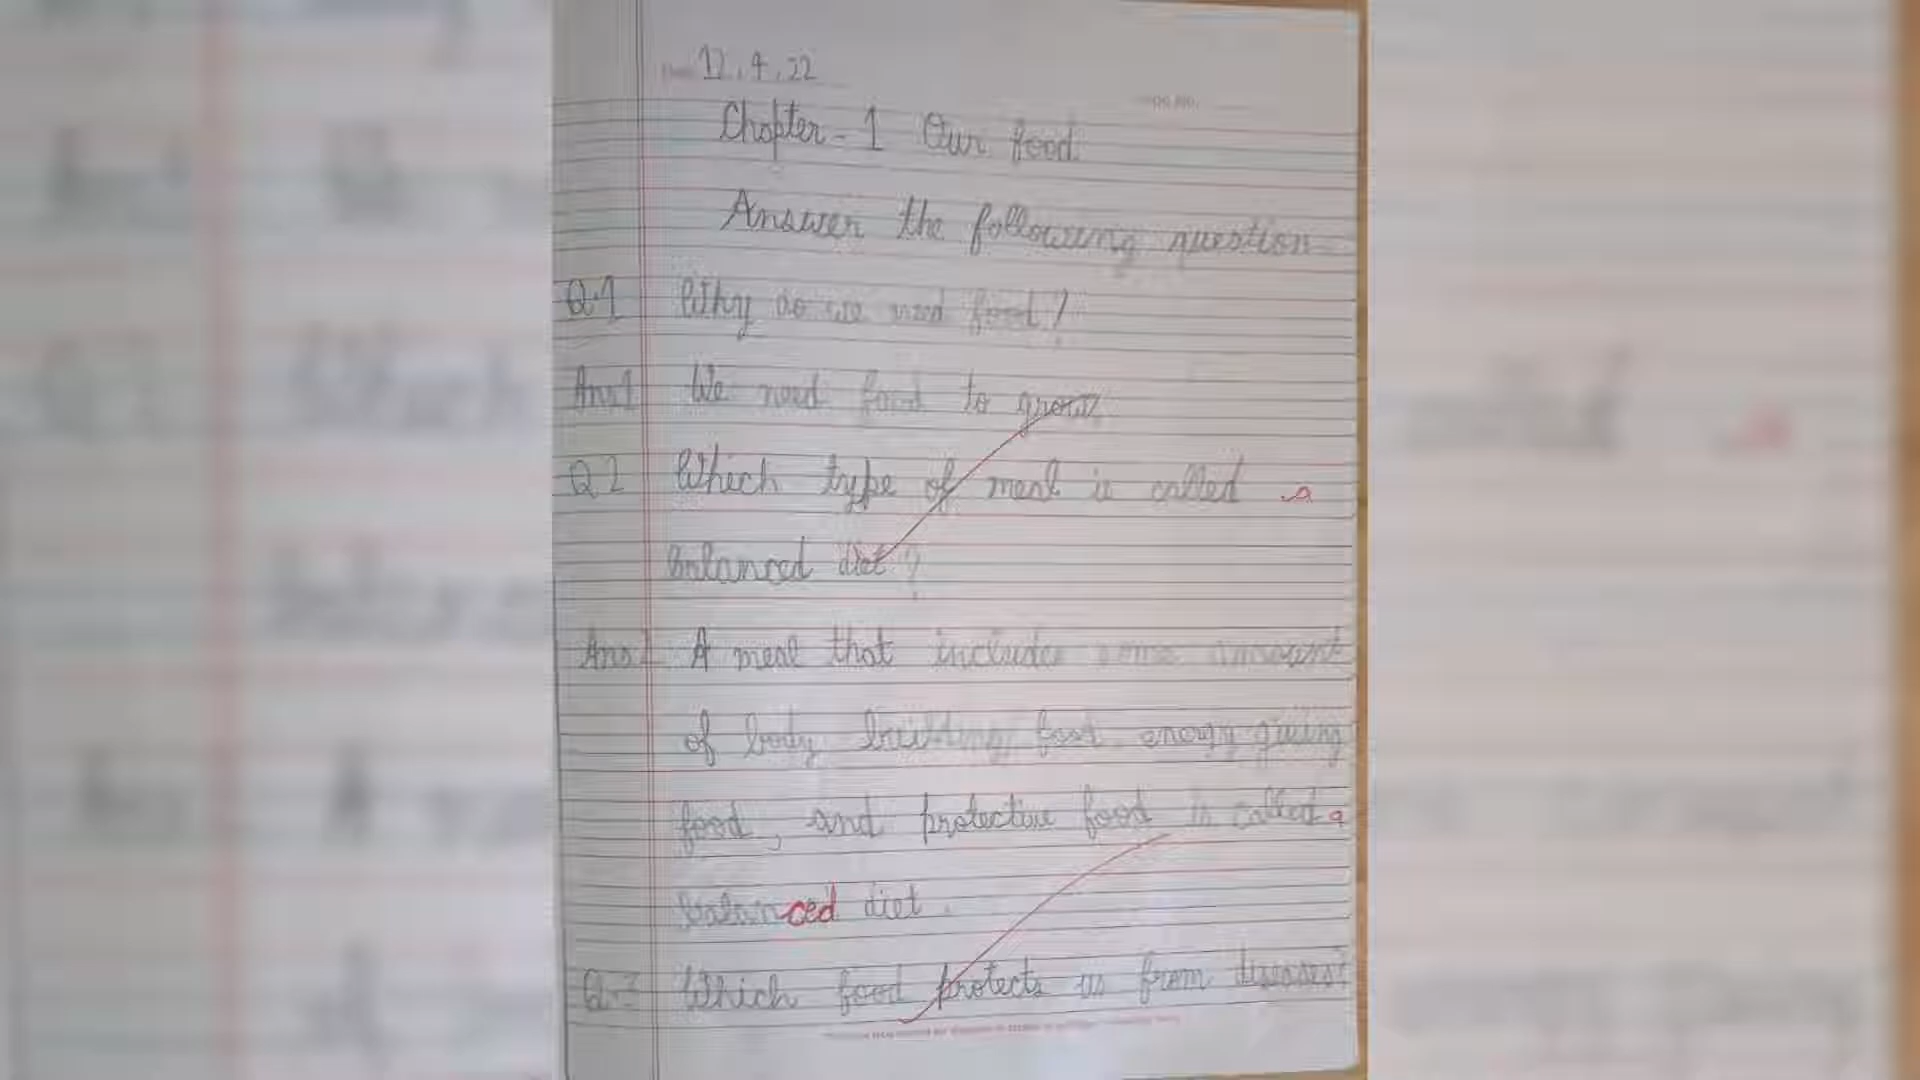 12.4.22
Chapter - 1 Our food
Answer the following question
Q.1 Why do we need food?
Ans1 We need food to grow.
Q2 Which type of meal is called a
balanced diet?
Ans2 A meal that includes some amount
of body building food energy giving
food, and protective food is called a
balanced diet.
Q.3 Which food protects us from diseases?